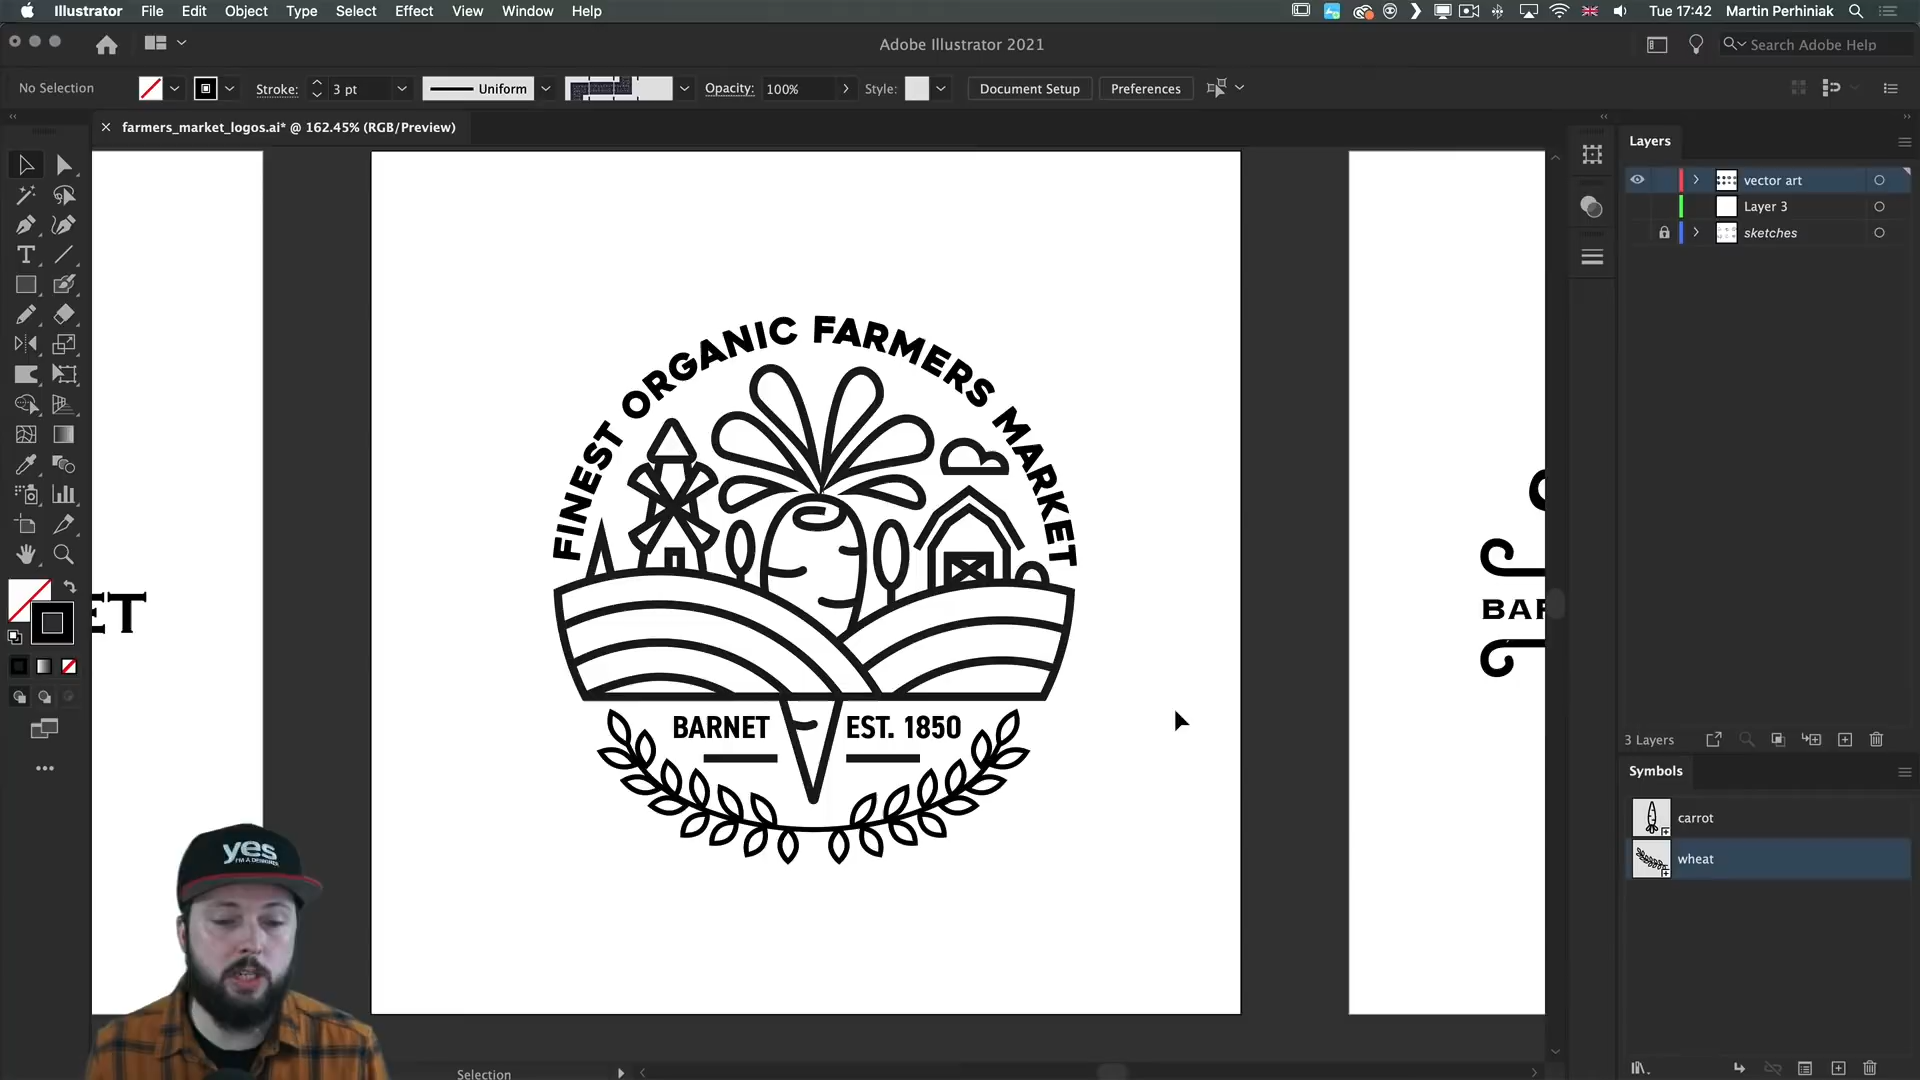 Illustrator File Edit Object Type Select Effect View Window Help
Tue 17:42 Martin Perhiniak
Adobe Illustrator 2021
Search Adobe Help
No Selection
Stroke: 3 pt
Uniform
Opacity: 100%
Style:
Document Setup
Preferences
farmers_market_logos.ai* @ 162.45% (RGB/Preview)
Layers
vector art
Layer 3
sketches
FINEST ORGANIC FARMERS MARKET
ET
BAR
BARNET EST. 1850
3 Layers
Symbols
carrot
wheat
yes
I'M A DESIGNER
Selection